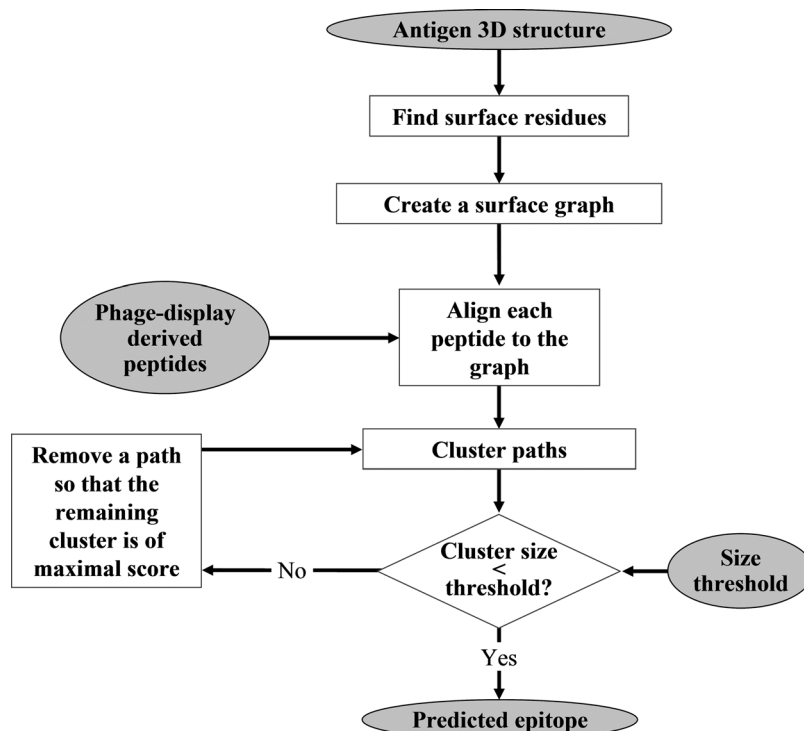 Antigen 3D structure
Find surface residues
Create a surface graph
Phage-display
derived
peptides
Align each
peptide to the
graph
Remove a path
so that the
remaining
cluster is of
maximal score
Cluster paths
Cluster size
<
threshold?
No
Size
threshold
Yes
Predicted epitope